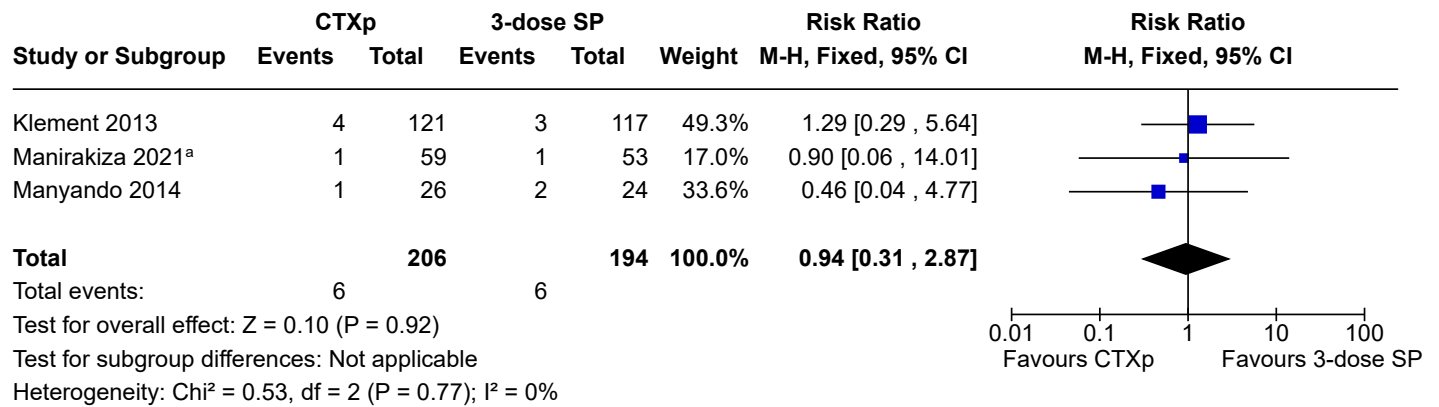 CTXp 3-dose SP Risk Ratio Risk Ratio
Study or Subgroup Events Total Events Total Weight M-H, Fixed, 95% CI M-H, Fixed, 95% CI
Klement 2013 4 121 3 117 49.3% 1.29 [0.29 , 5.64]
Manirakiza 2021ᵃ 1 59 1 53 17.0% 0.90 [0.06 , 14.01]
Manyando 2014 1 26 2 24 33.6% 0.46 [0.04 , 4.77]
Total 206 194 100.0% 0.94 [0.31 , 2.87]
Total events: 6 6
Test for overall effect: Z = 0.10 (P = 0.92)
0.01 0.1 1 10 100
Test for subgroup differences: Not applicable
Favours CTXp Favours 3-dose SP
Heterogeneity: Chi² = 0.53, df = 2 (P = 0.77); I² = 0%